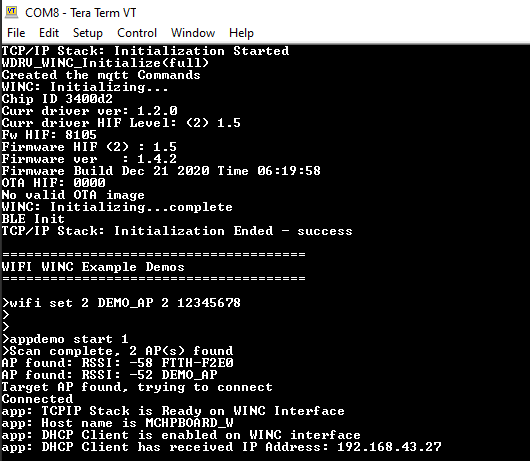 COM8 - Tera Term VT
File Edit Setup Control Window Help
TCP/IP Stack: Initialization Started
WDRU_WINC_Initialize(full)
Created the mqtt Commands
WINC: Initializing...
Chip ID 3400d2
Curr driver ver: 1.2.0
Curr driver HIF Level: (2) 1.5
Fw HIF: 8105
Firmware HIF (2) : 1.5
Firmware ver   : 1.4.2
Firmware Build Dec 21 2020 Time 06:19:58
OTA HIF: 0000
No valid OTA image
WINC: Initializing...complete
BLE Init
TCP/IP Stack: Initialization Ended - success
=======================================
WIFI WINC Example Demos
=======================================
>wifi set 2 DEMO_AP 2 12345678
>
>
>appdemo start 1
>Scan complete, 2 AP(s) found
AP found: RSSI: -58 FTTH-F2E0
AP found: RSSI: -52 DEMO_AP
Target AP found, trying to connect
Connected
app: TCPIP Stack is Ready on WINC Interface
app: Host name is MCHPBOARD_W
app: DHCP Client is enabled on WINC interface
app: DHCP Client has received IP Address: 192.168.43.27